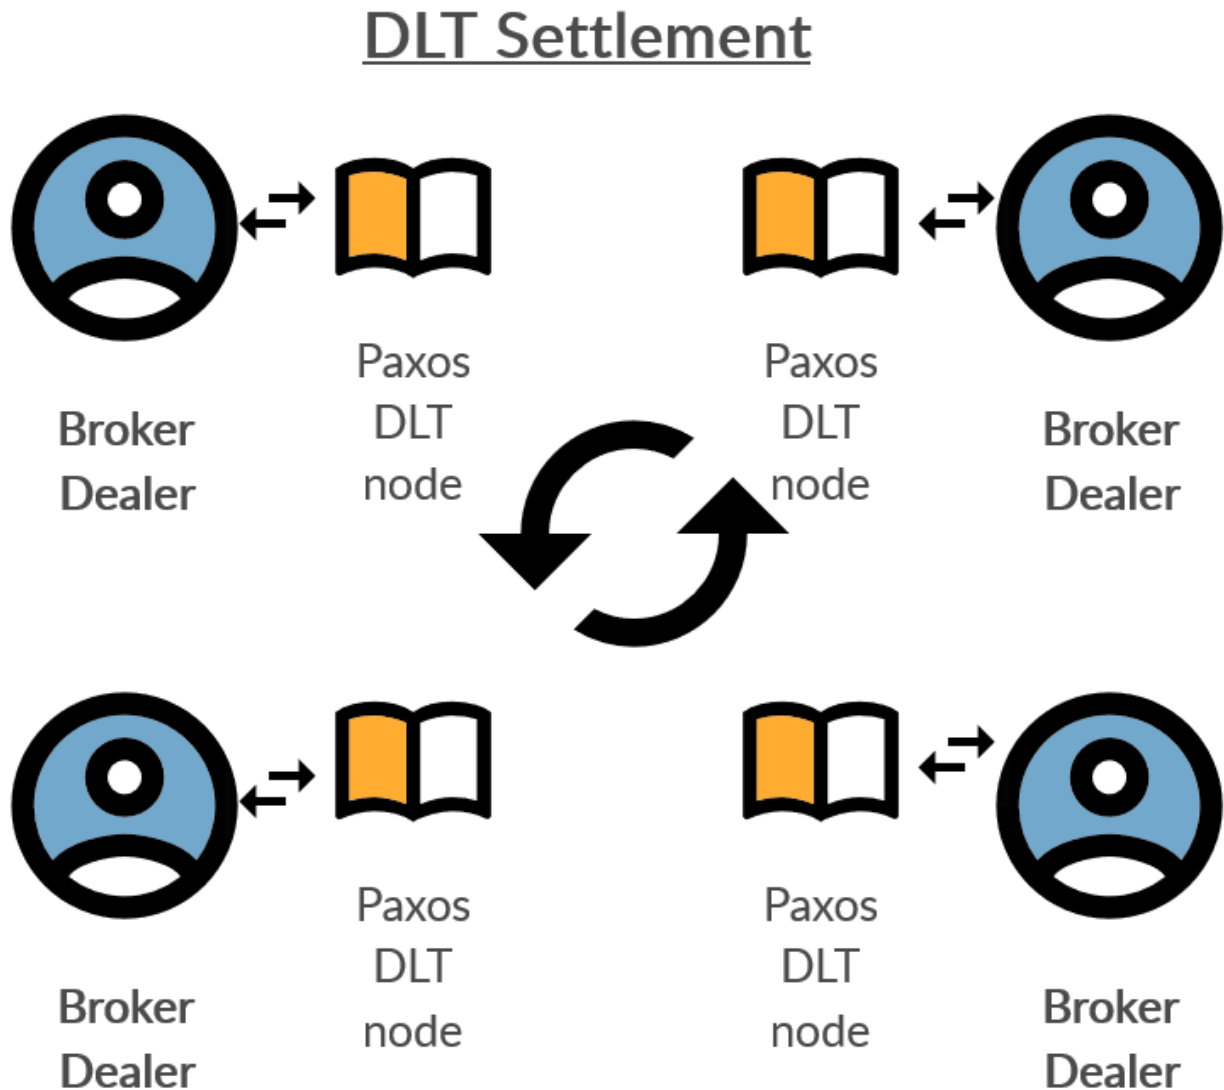 DLT Settlement
Paxos
DLT
node
Broker
Dealer
Paxos
DLT
node
Broker
Dealer
Paxos
DLT
node
Broker
Dealer
Paxos
DLT
node
Broker
Dealer